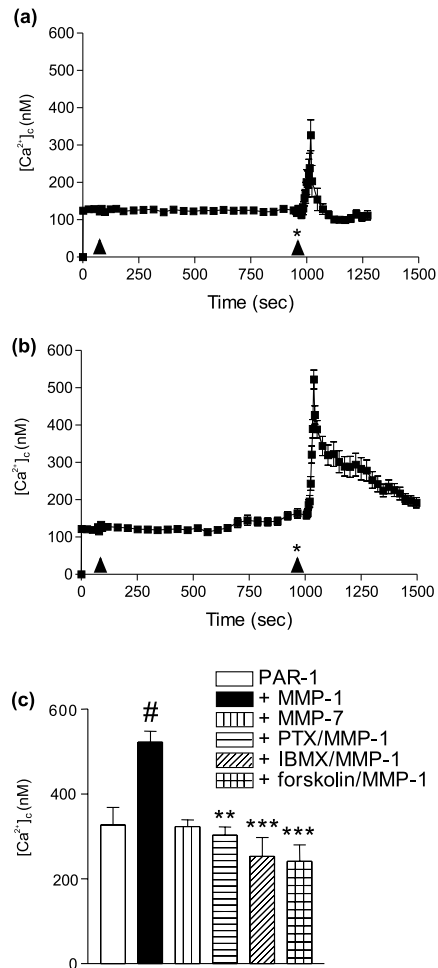 (a)
600
500
400
300
200
100
0
[Ca²⁺]c (nM)
*
0 250 500 750 1000 1250 1500
Time (sec)
(b)
600
500
400
300
200
100
0
[Ca²⁺]c (nM)
*
0 250 500 750 1000 1250 1500
Time (sec)
(c)
PAR-1
+ MMP-1
+ MMP-7
+ PTX/MMP-1
+ IBMX/MMP-1
+ forskolin/MMP-1
600
400
200
0
[Ca²⁺]c (nM)
#
** *** ***